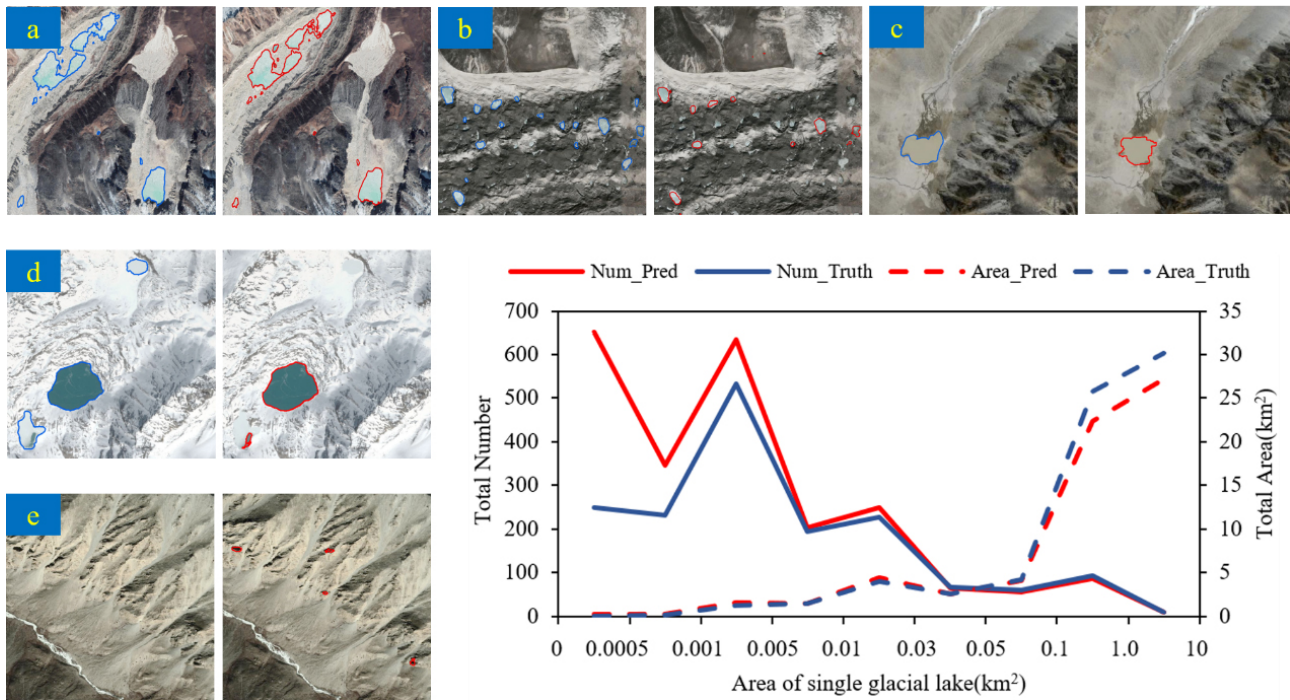 a
b
c
d
e
Num_Pred Num_Truth Area_Pred Area_Truth
700 35
600 30
500 25
400 20
300 15
200 10
100 5
0 0
Total Number
Total Area(km²)
0 0.0005 0.001 0.005 0.01 0.03 0.04 0.05 0.1 1.0 10
Area of single glacial lake(km²)